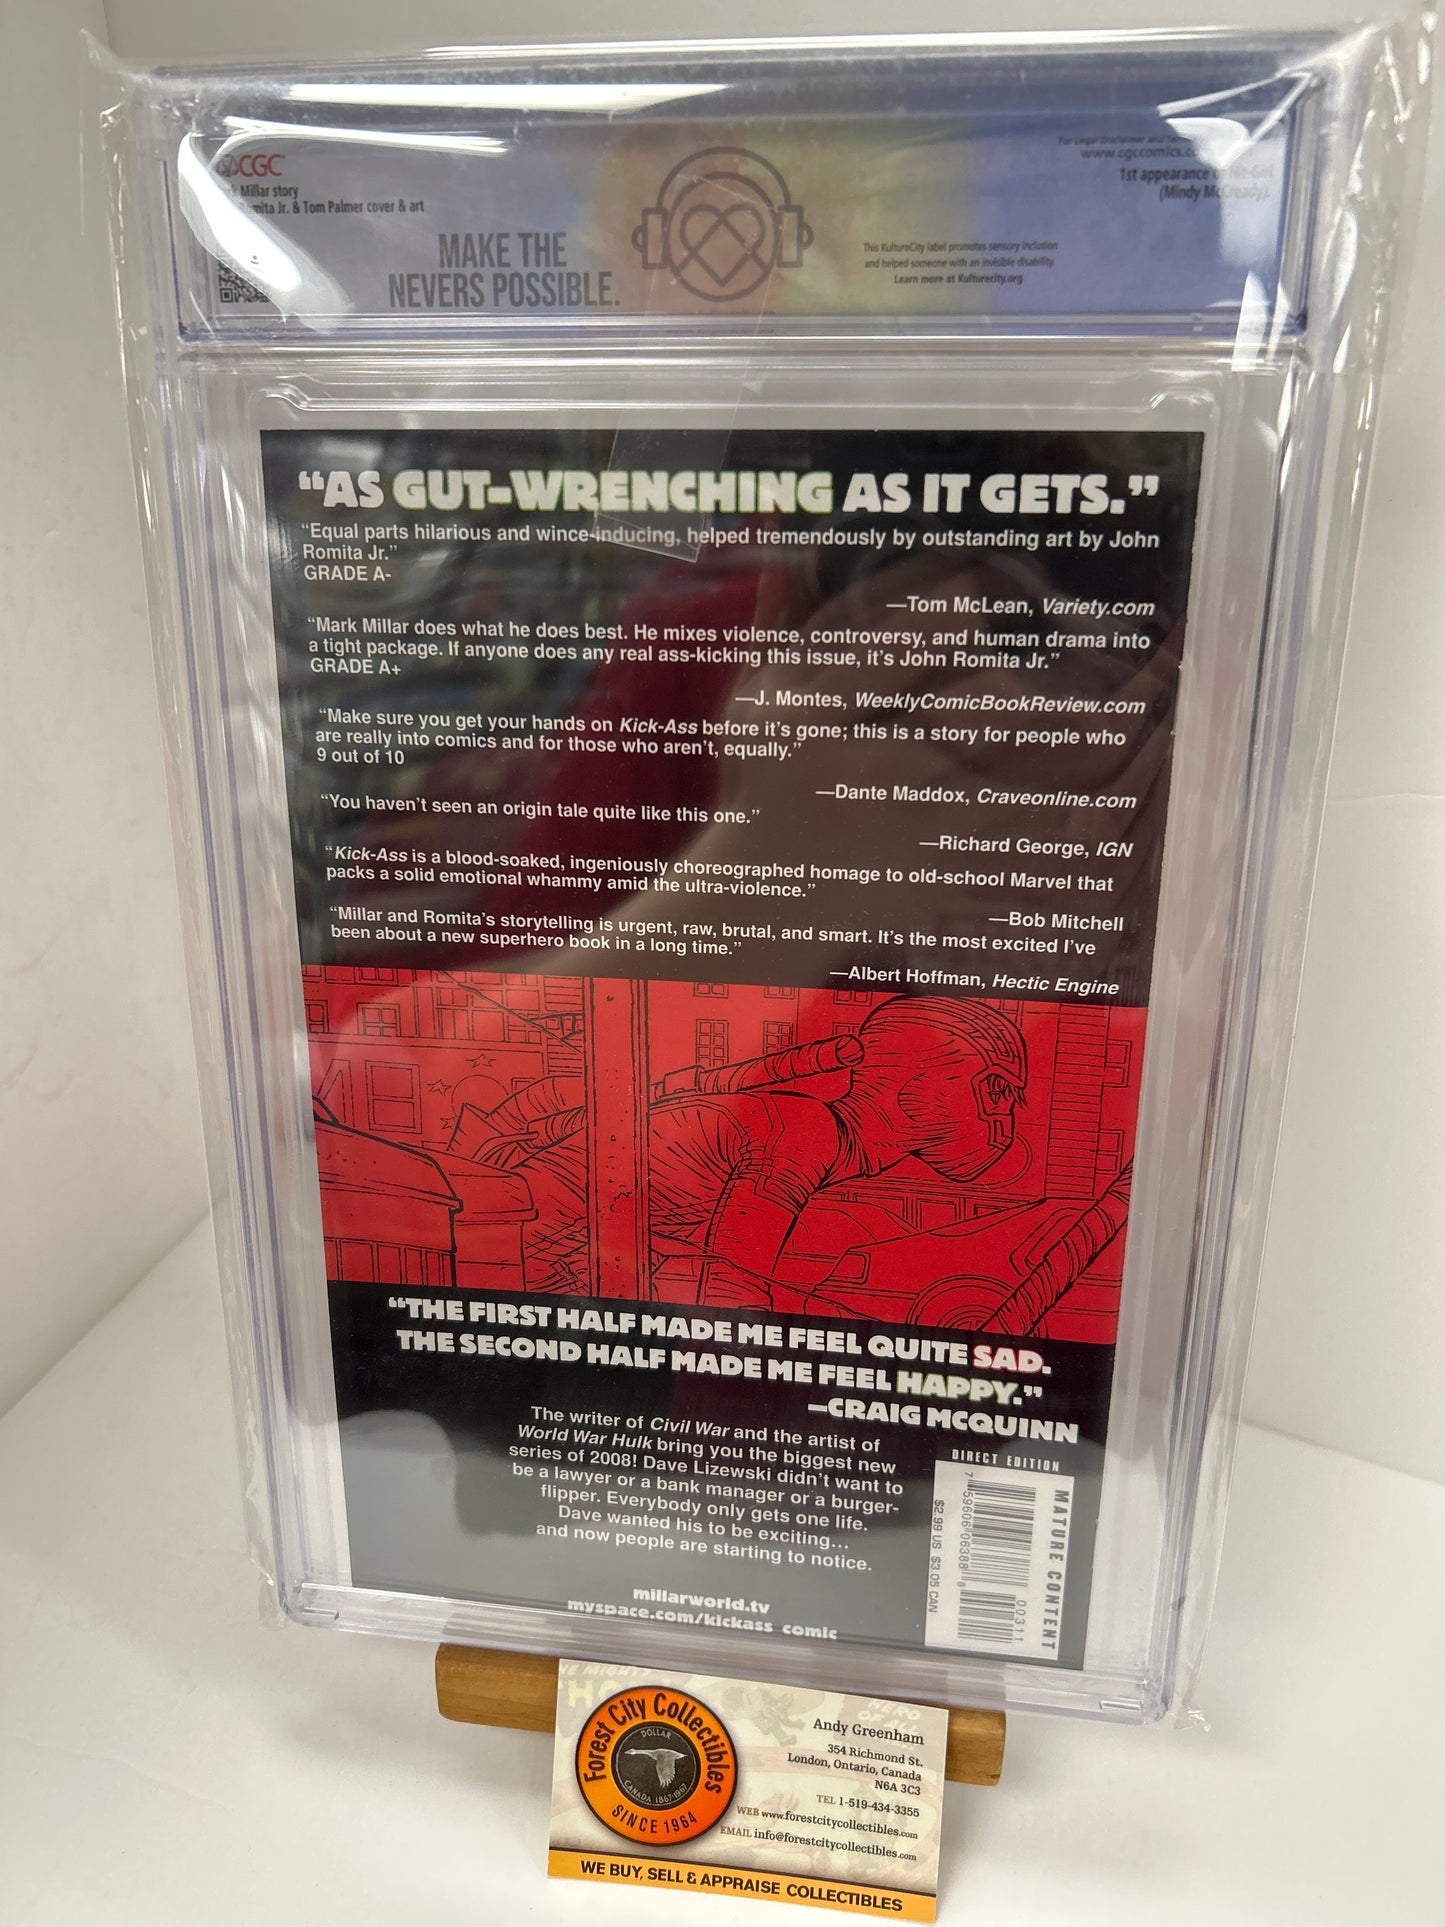 CGC
Millar story
Romita Jr. & Tom Palmer cover & art
MAKE THE
NEVERS POSSIBLE.
This KultureCity label promotes sensory inclusion
and helped someone with an invisible disability.
Learn more at Kulturecity.org
For Legal Disclaimer and
www.cgccomics.co
1st appearance of Hit-Girl
(Mindy McCready).
“AS GUT-WRENCHING AS IT GETS.”
“Equal parts hilarious and wince-inducing, helped tremendously by outstanding art by John
Romita Jr.”
GRADE A-
—Tom McLean, Variety.com
“Mark Millar does what he does best. He mixes violence, controversy, and human drama into
a tight package. If anyone does any real ass-kicking this issue, it’s John Romita Jr.”
GRADE A+
—J. Montes, WeeklyComicBookReview.com
“Make sure you get your hands on Kick-Ass before it’s gone; this is a story for people who
are really into comics and for those who aren’t, equally.”
9 out of 10
—Dante Maddox, Craveonline.com
“You haven’t seen an origin tale quite like this one.”
—Richard George, IGN
“Kick-Ass is a blood-soaked, ingeniously choreographed homage to old-school Marvel that
packs a solid emotional whammy amid the ultra-violence.”
—Bob Mitchell
“Millar and Romita’s storytelling is urgent, raw, brutal, and smart. It’s the most excited I’ve
been about a new superhero book in a long time.”
—Albert Hoffman, Hectic Engine
“THE FIRST HALF MADE ME FEEL QUITE SAD.
THE SECOND HALF MADE ME FEEL HAPPY.”
—CRAIG MCQUINN
The writer of Civil War and the artist of
World War Hulk bring you the biggest new
series of 2008! Dave Lizewski didn’t want to
be a lawyer or a bank manager or a burger-
flipper. Everybody only gets one life.
Dave wanted his to be exciting...
and now people are starting to notice.
millarworld.tv
myspace.com/kickass_comic
DIRECT EDITION
MATURE CONTENT
00311
7 59606 06388 8
$2.99 US $3.05 CAN
Forest City Collectibles
DOLLAR
CANADA 1867-1967
SINCE 1964
Andy Greenham
354 Richmond St.
London, Ontario, Canada
N6A 3C3
TEL 1-519-434-3355
WEB www.forestcitycollectibles.com
EMAIL info@forestcitycollectibles.com
WE BUY, SELL & APPRAISE COLLECTIBLES